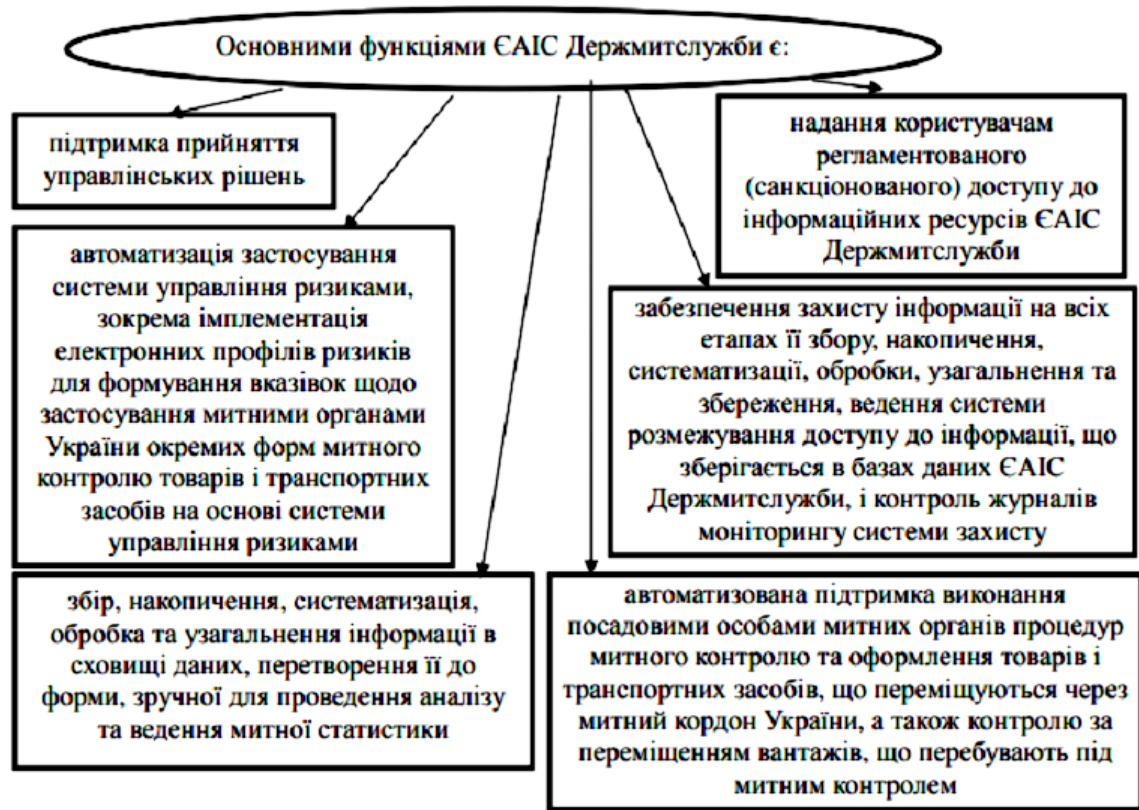 Основними функціями ЄАІС Держмитслужби є:
підтримка прийняття
управлінських рішень
надання користувачам
регламентованого
(санкціонованого) доступу до
інформаційних ресурсів ЄАІС
Держмитслужби
автоматизація застосування
системи управління ризиками,
зокрема імплементація
електронних профілів ризиків
для формування вказівок щодо
застосування митними органами
України окремих форм митного
контролю товарів і транспортних
засобів на основі системи
управління ризиками
забезпечення захисту інформації на всіх
етапах її збору, накопичення,
систематизації, обробки, узагальнення та
збереження, ведення системи
розмежування доступу до інформації, що
зберігається в базах даних ЄАІС
Держмитслужби, і контроль журналів
моніторингу системи захисту
збір, накопичення, систематизація,
обробка та узагальнення інформації в
сховищі даних, перетворення її до
форми, зручної для проведення аналізу
та ведення митної статистики
автоматизована підтримка виконання
посадовими особами митних органів процедур
митного контролю та оформлення товарів і
транспортних засобів, що переміщуються через
митний кордон України, а також контролю за
переміщенням вантажів, що перебувають під
митним контролем